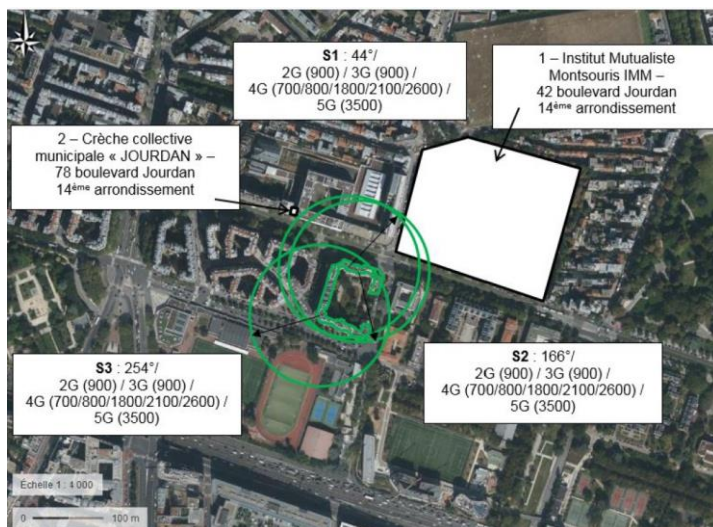 S1 : 44°/
2G (900) / 3G (900) /
4G (700/800/1800/2100/2600) /
5G (3500)
1 – Institut Mutualiste
Montsouris IMM –
42 boulevard Jourdan
14ème arrondissement
2 – Crèche collective
municipale « JOURDAN » –
78 boulevard Jourdan
14ème arrondissement
S3 : 254°/
2G (900) / 3G (900) /
4G (700/800/1800/2100/2600) /
5G (3500)
S2 : 166°/
2G (900) / 3G (900) /
4G (700/800/1800/2100/2600) /
5G (3500)
Échelle 1 : 4 000
0 100 m